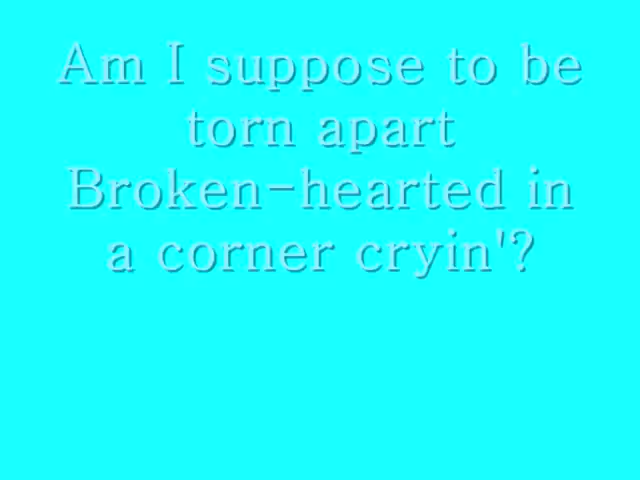 Am I suppose to be
torn apart
Broken-hearted in
a corner cryin'?